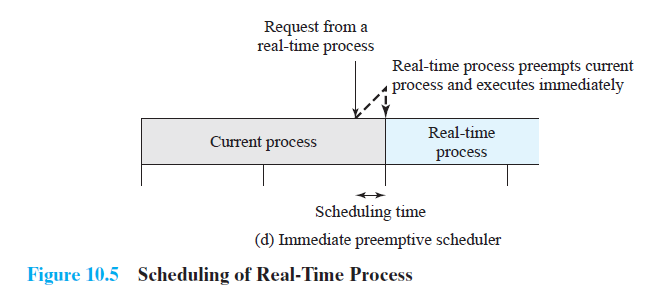 Request from a
real-time process
Real-time process preempts current
process and executes immediately
Current process
Real-time
process
Scheduling time
(d) Immediate preemptive scheduler
Figure 10.5 Scheduling of Real-Time Process